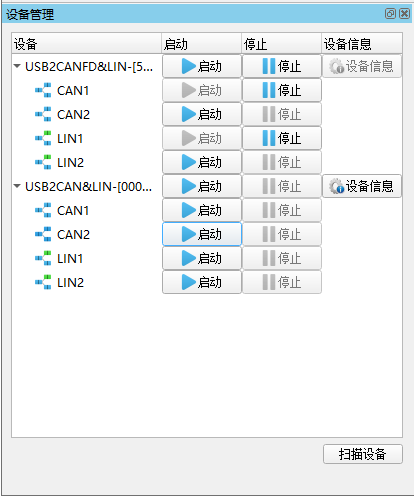 设备管理
设备 启动 停止 设备信息
USB2CANFD&LIN-[5... 启动 停止 设备信息
CAN1 启动 停止
CAN2 启动 停止
LIN1 启动 停止
LIN2 启动 停止
USB2CAN&LIN-[000... 启动 停止 设备信息
CAN1 启动 停止
CAN2 启动 停止
LIN1 启动 停止
LIN2 启动 停止
扫描设备